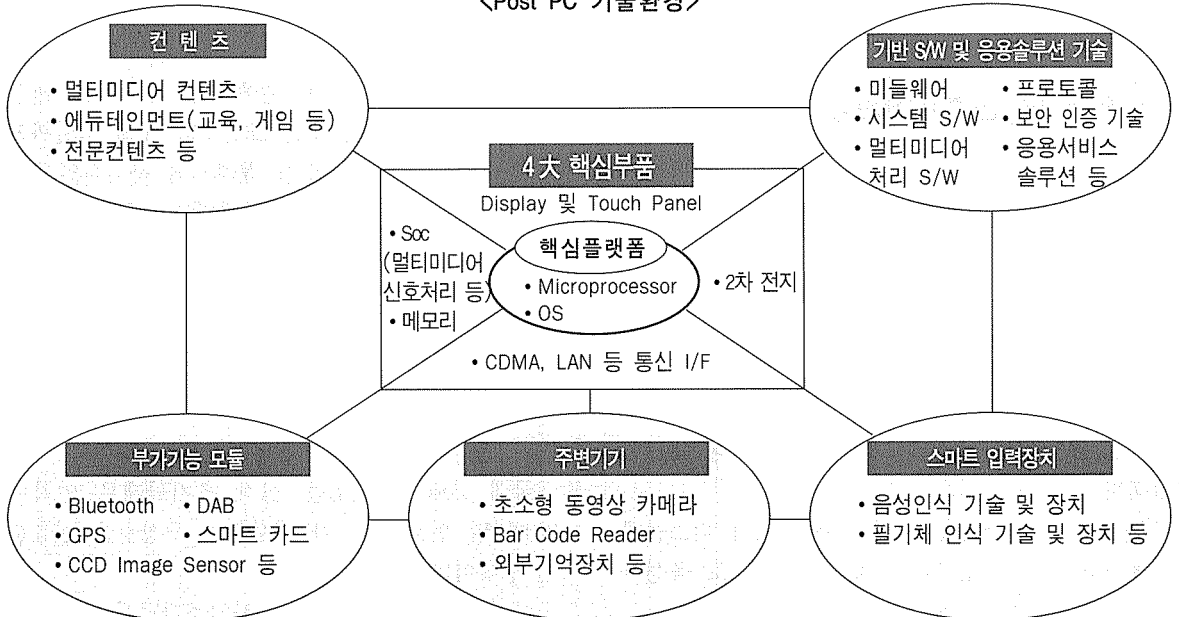 <Post PC 기술환경>
컨 텐 츠
• 멀티미디어 컨텐츠
• 에듀테인먼트(교육, 게임 등)
• 전문컨텐츠 등
기반 S/W 및 응용솔루션 기술
• 미들웨어 • 프로토콜
• 시스템 S/W • 보안 인증 기술
• 멀티미디어 • 응용서비스
처리 S/W 솔루션 등
4大 핵심부품
Display 및 Touch Panel
• Soc
(멀티미디어
신호처리 등)
• 메모리
핵심플랫폼
• Microprocessor
• OS
• 2차 전지
• CDMA, LAN 등 통신 I/F
부가기능 모듈
• Bluetooth • DAB
• GPS • 스마트 카드
• CCD Image Sensor 등
주변기기
• 초소형 동영상 카메라
• Bar Code Reader
• 외부기억장치 등
스마트 입력장치
• 음성인식 기술 및 장치
• 필기체 인식 기술 및 장치 등